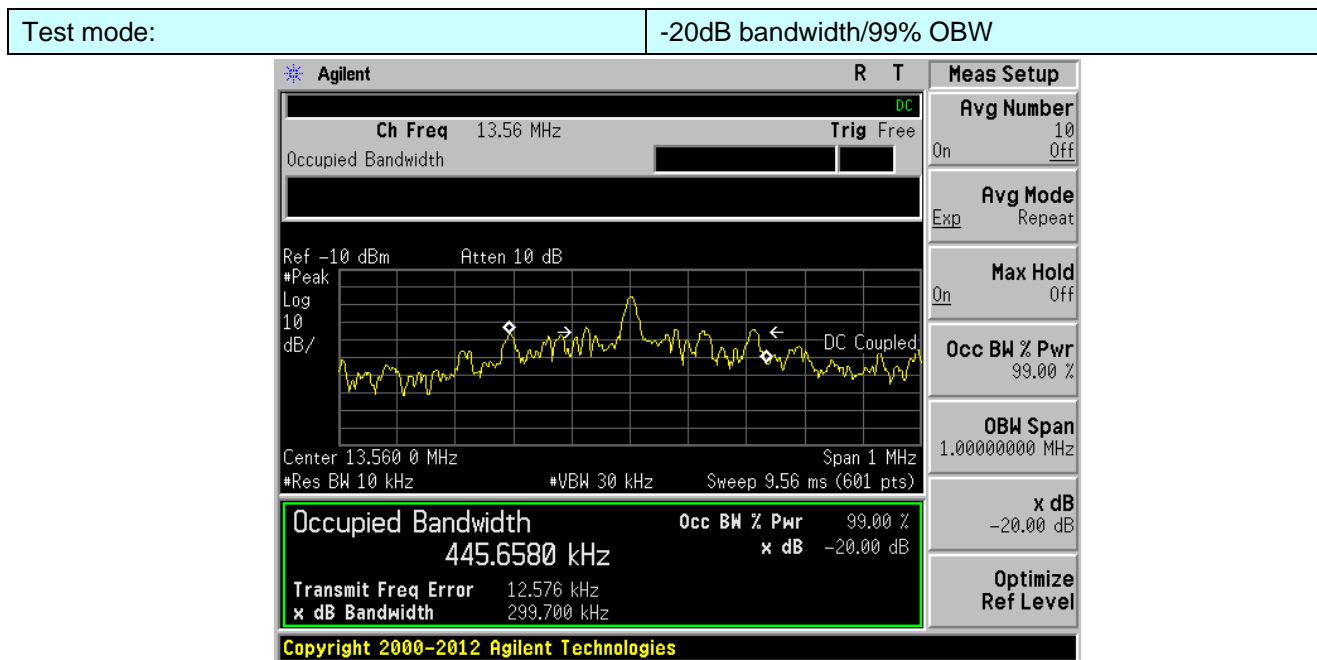 Test mode: -20dB bandwidth/99% OBW
Agilent R T Meas Setup
DC
Ch Freq 13.56 MHz Trig Free
Occupied Bandwidth
Avg Number
10
On Off
Avg Mode
Exp Repeat
Max Hold
On Off
Occ BW % Pwr
99.00 %
OBW Span
1.00000000 MHz
x dB
-20.00 dB
Optimize
Ref Level
Ref -10 dBm Atten 10 dB
#Peak
Log
10
dB/
DC Coupled
Center 13.560 0 MHz Span 1 MHz
#Res BW 10 kHz #VBW 30 kHz Sweep 9.56 ms (601 pts)
Occupied Bandwidth Occ BW % Pwr 99.00 %
445.6580 kHz x dB -20.00 dB
Transmit Freq Error 12.576 kHz
x dB Bandwidth 299.700 kHz
Copyright 2000-2012 Agilent Technologies